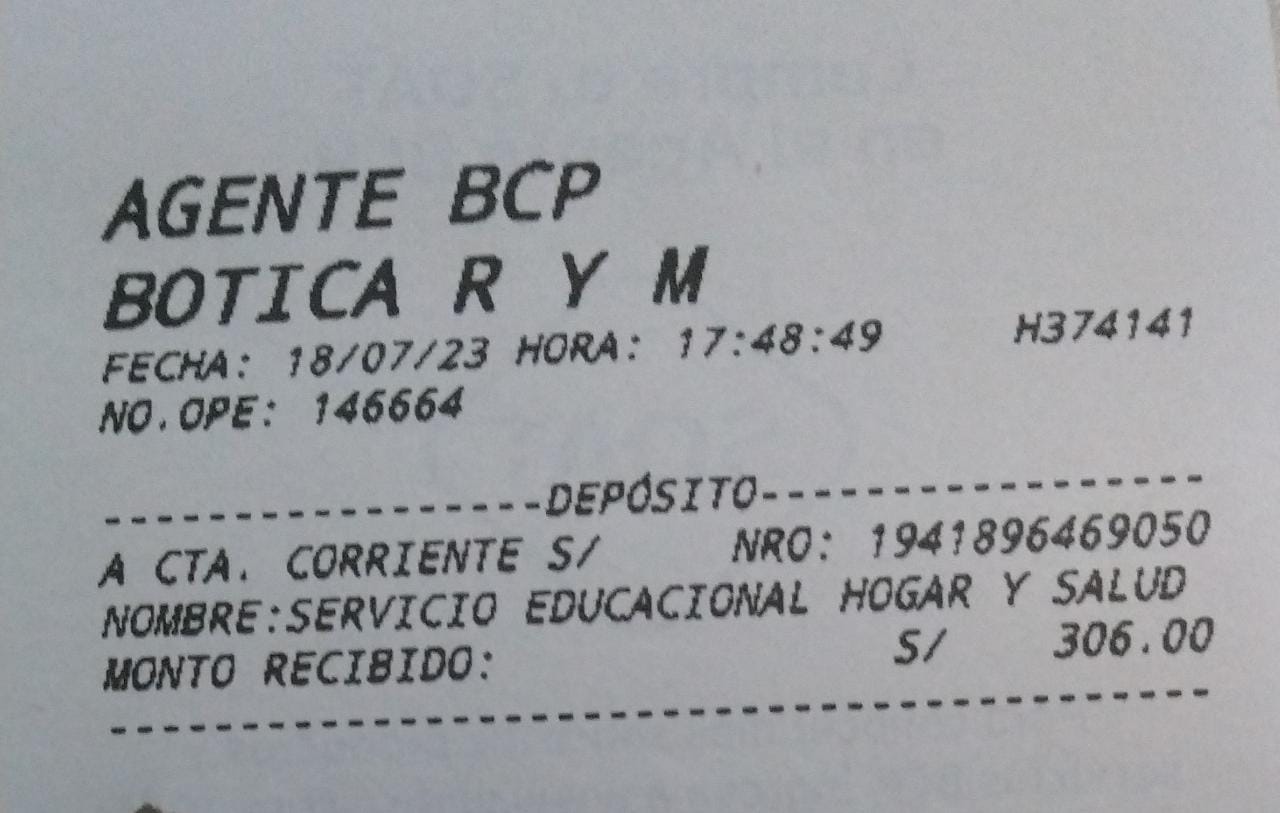 AGENTE BCP
BOTICA R Y M
FECHA: 18/07/23 HORA: 17:48:49 H374141
NO.OPE: 146664
-----------------DEPÓSITO-----------------
A CTA. CORRIENTE S/ NRO: 1941896469050
NOMBRE:SERVICIO EDUCACIONAL HOGAR Y SALUD
MONTO RECIBIDO: S/ 306.00
------------------------------------------